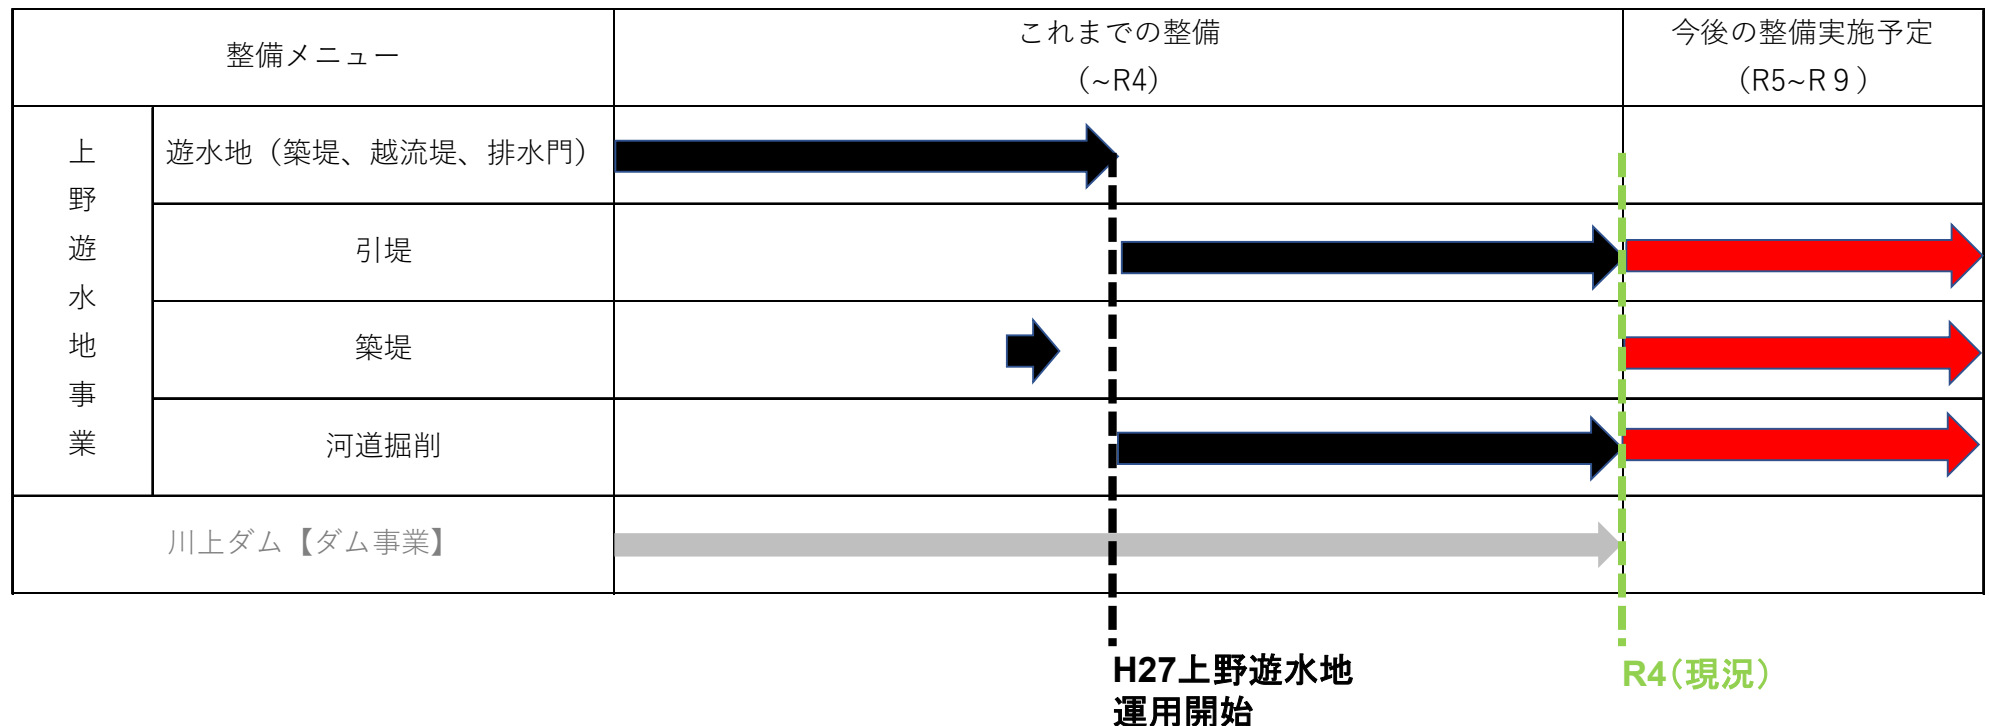 整備メニュー
これまでの整備
（~R4）
今後の整備実施予定
（R5~R９）
上野遊水地事業
遊水地（築堤、越流堤、排水門）
引堤
築堤
河道掘削
川上ダム【ダム事業】
H27上野遊水地
運用開始
R4（現況）